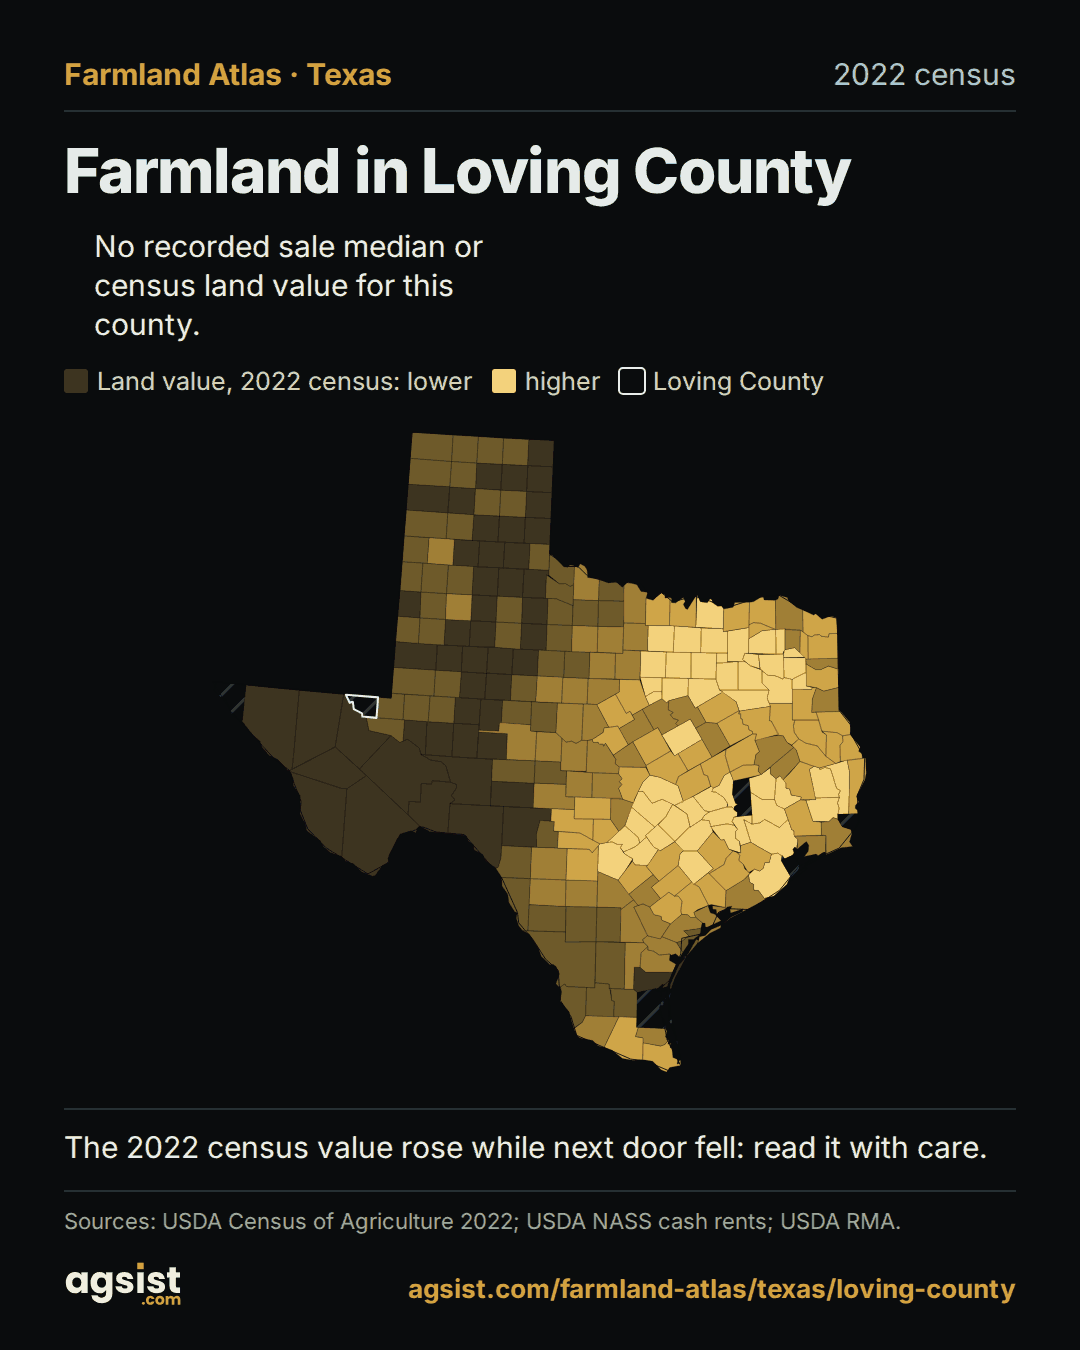 Farmland Atlas · Texas
2022 census
Farmland in Loving County
No recorded sale median or
census land value for this
county.
Land value, 2022 census: lower
higher
Loving County
The 2022 census value rose while next door fell: read it with care.
Sources: USDA Census of Agriculture 2022; USDA NASS cash rents; USDA RMA.
agsist
.com
agsist.com/farmland-atlas/texas/loving-county